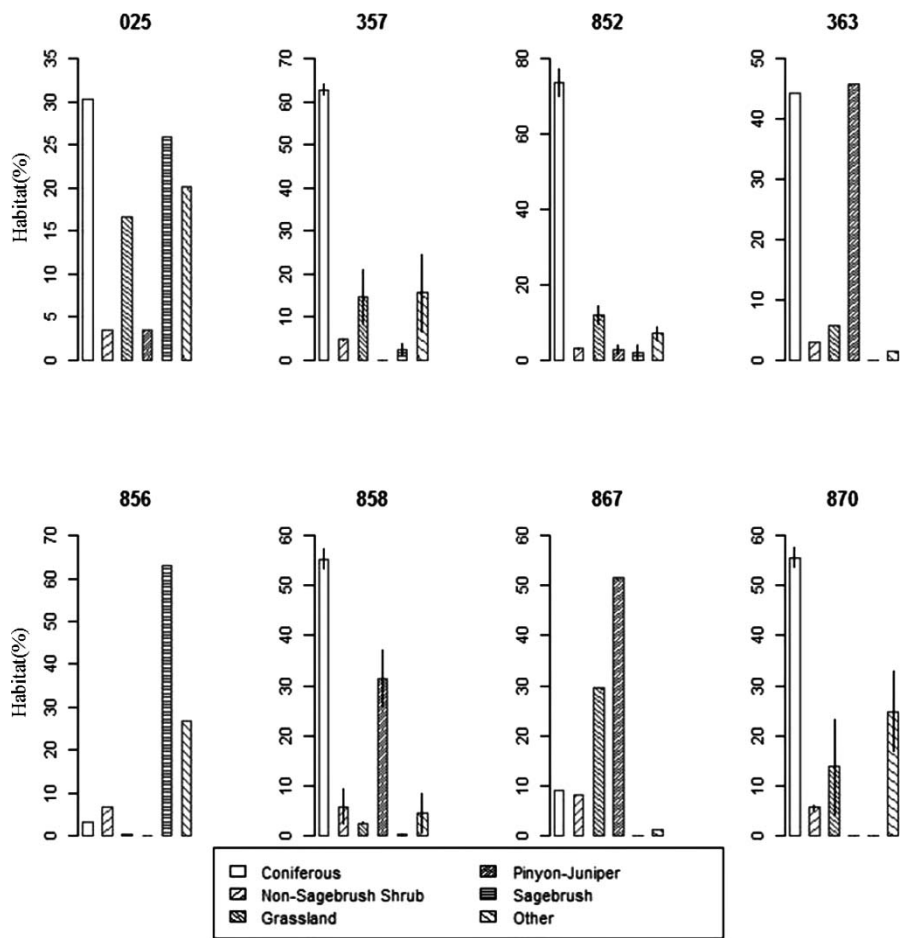 025
357
852
363
Habitat(%)
0 5 10 15 20 25 30 35
0 10 20 30 40 50 60 70
0 20 40 60 80
0 10 20 30 40 50
856
858
867
870
Habitat(%)
0 10 20 30 40 50 60 70
0 10 20 30 40 50 60
0 10 20 30 40 50 60
0 10 20 30 40 50 60
Coniferous
Non-Sagebrush Shrub
Grassland
Pinyon-Juniper
Sagebrush
Other